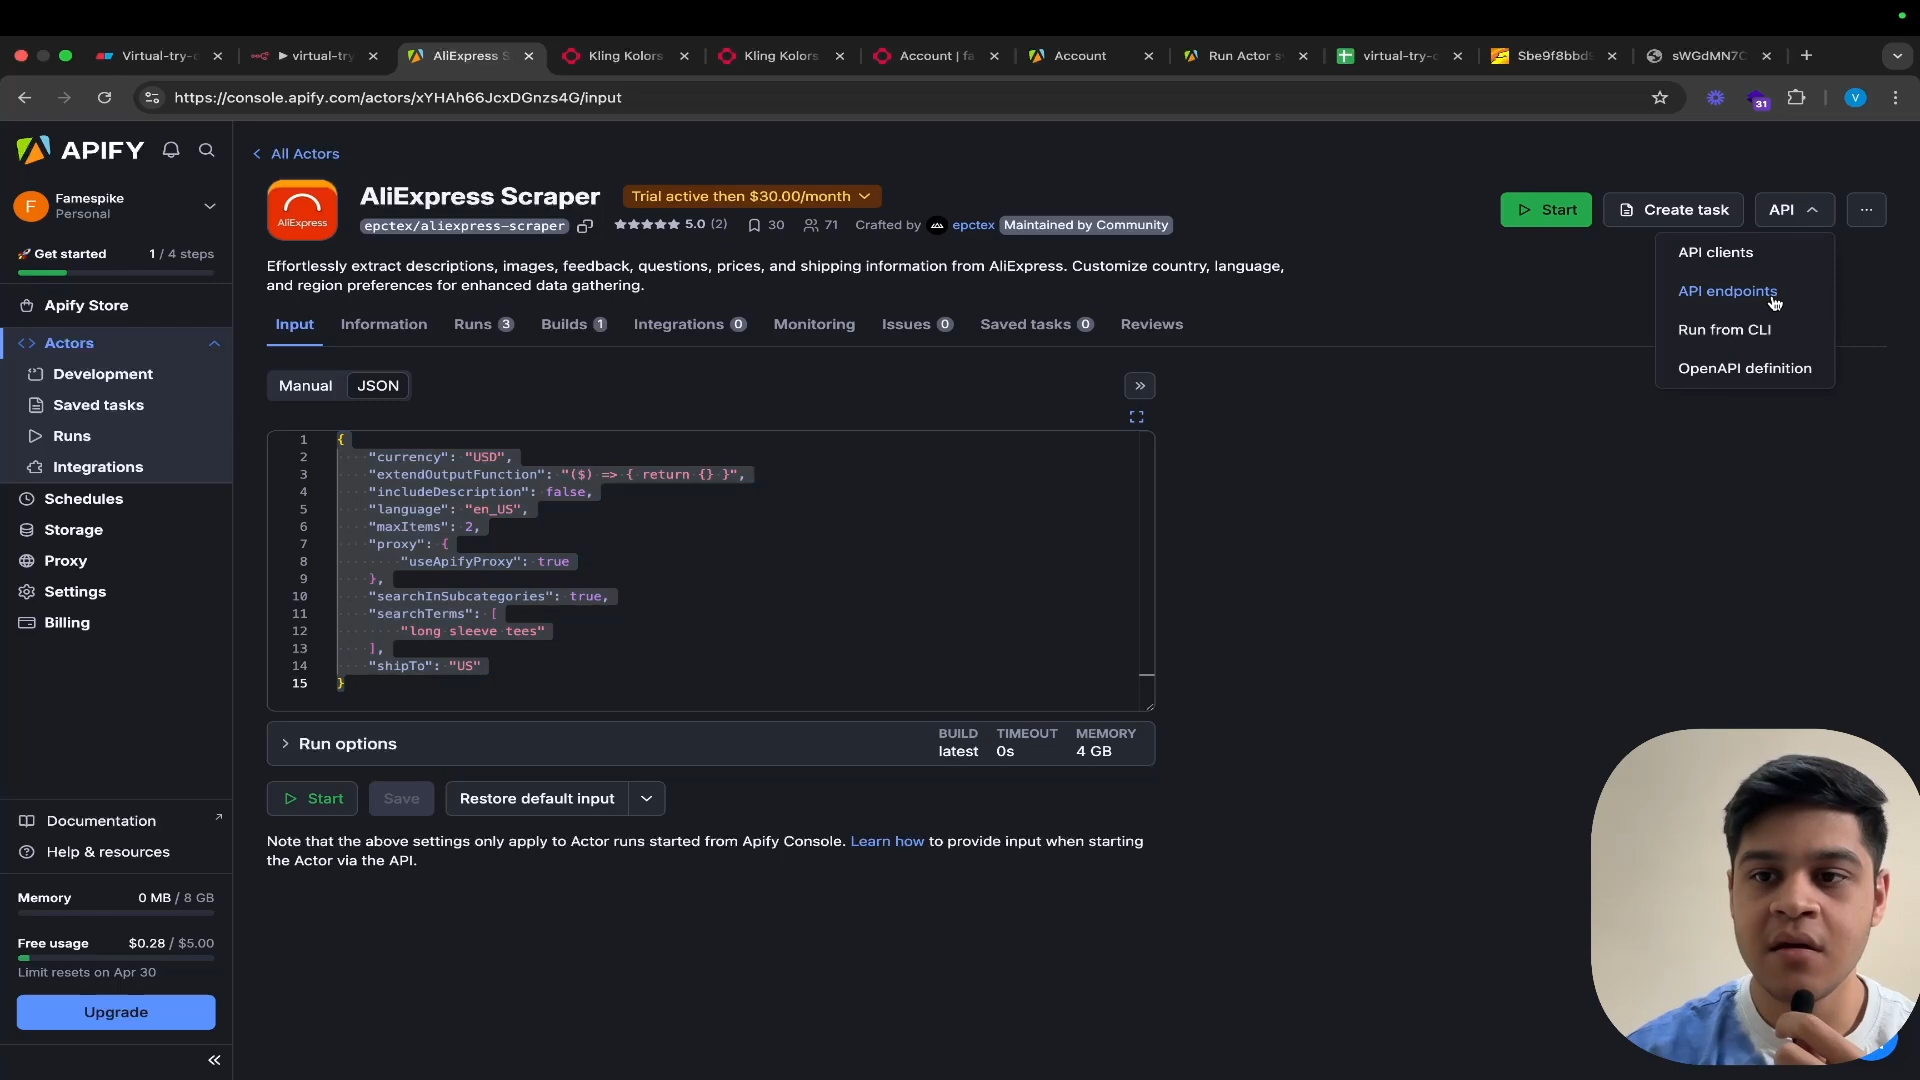 Virtual-try-o
▶ virtual-try
AliExpress S
Kling Kolors
Kling Kolors
Account | fa
Account
Run Actor s
virtual-try-o
Sbe9f8bbd9
sWGdMN7C
https://console.apify.com/actors/xYHAh66JcxDGnzs4G/input
31
V
APIFY
F
Famespike
Personal
🚀 Get started 1 / 4 steps
Apify Store
Actors
Development
Saved tasks
Runs
Integrations
Schedules
Storage
Proxy
Settings
Billing
Documentation
Help & resources
Memory 0 MB / 8 GB
Free usage $0.28 / $5.00
Limit resets on Apr 30
Upgrade
All Actors
AliExpress
AliExpress Scraper
Trial active then $30.00/month
epctex/aliexpress-scraper
★★★★★ 5.0 (2) 30 71 Crafted by epctex Maintained by Community
Effortlessly extract descriptions, images, feedback, questions, prices, and shipping information from AliExpress. Customize country, language,
and region preferences for enhanced data gathering.
Start
Create task
API
...
API clients
API endpoints
Run from CLI
OpenAPI definition
Input Information Runs 3 Builds 1 Integrations 0 Monitoring Issues 0 Saved tasks 0 Reviews
Manual JSON
1 {
2 "currency": "USD",
3 "extendOutputFunction": "($) => { return {} }",
4 "includeDescription": false,
5 "language": "en_US",
6 "maxItems": 2,
7 "proxy": {
8 "useApifyProxy": true
9 },
10 "searchInSubcategories": true,
11 "searchTerms": [
12 "long sleeve tees"
13 ],
14 "shipTo": "US"
15 }
Run options
BUILD TIMEOUT MEMORY
latest 0s 4 GB
Start Save Restore default input
Note that the above settings only apply to Actor runs started from Apify Console. Learn how to provide input when starting
the Actor via the API.